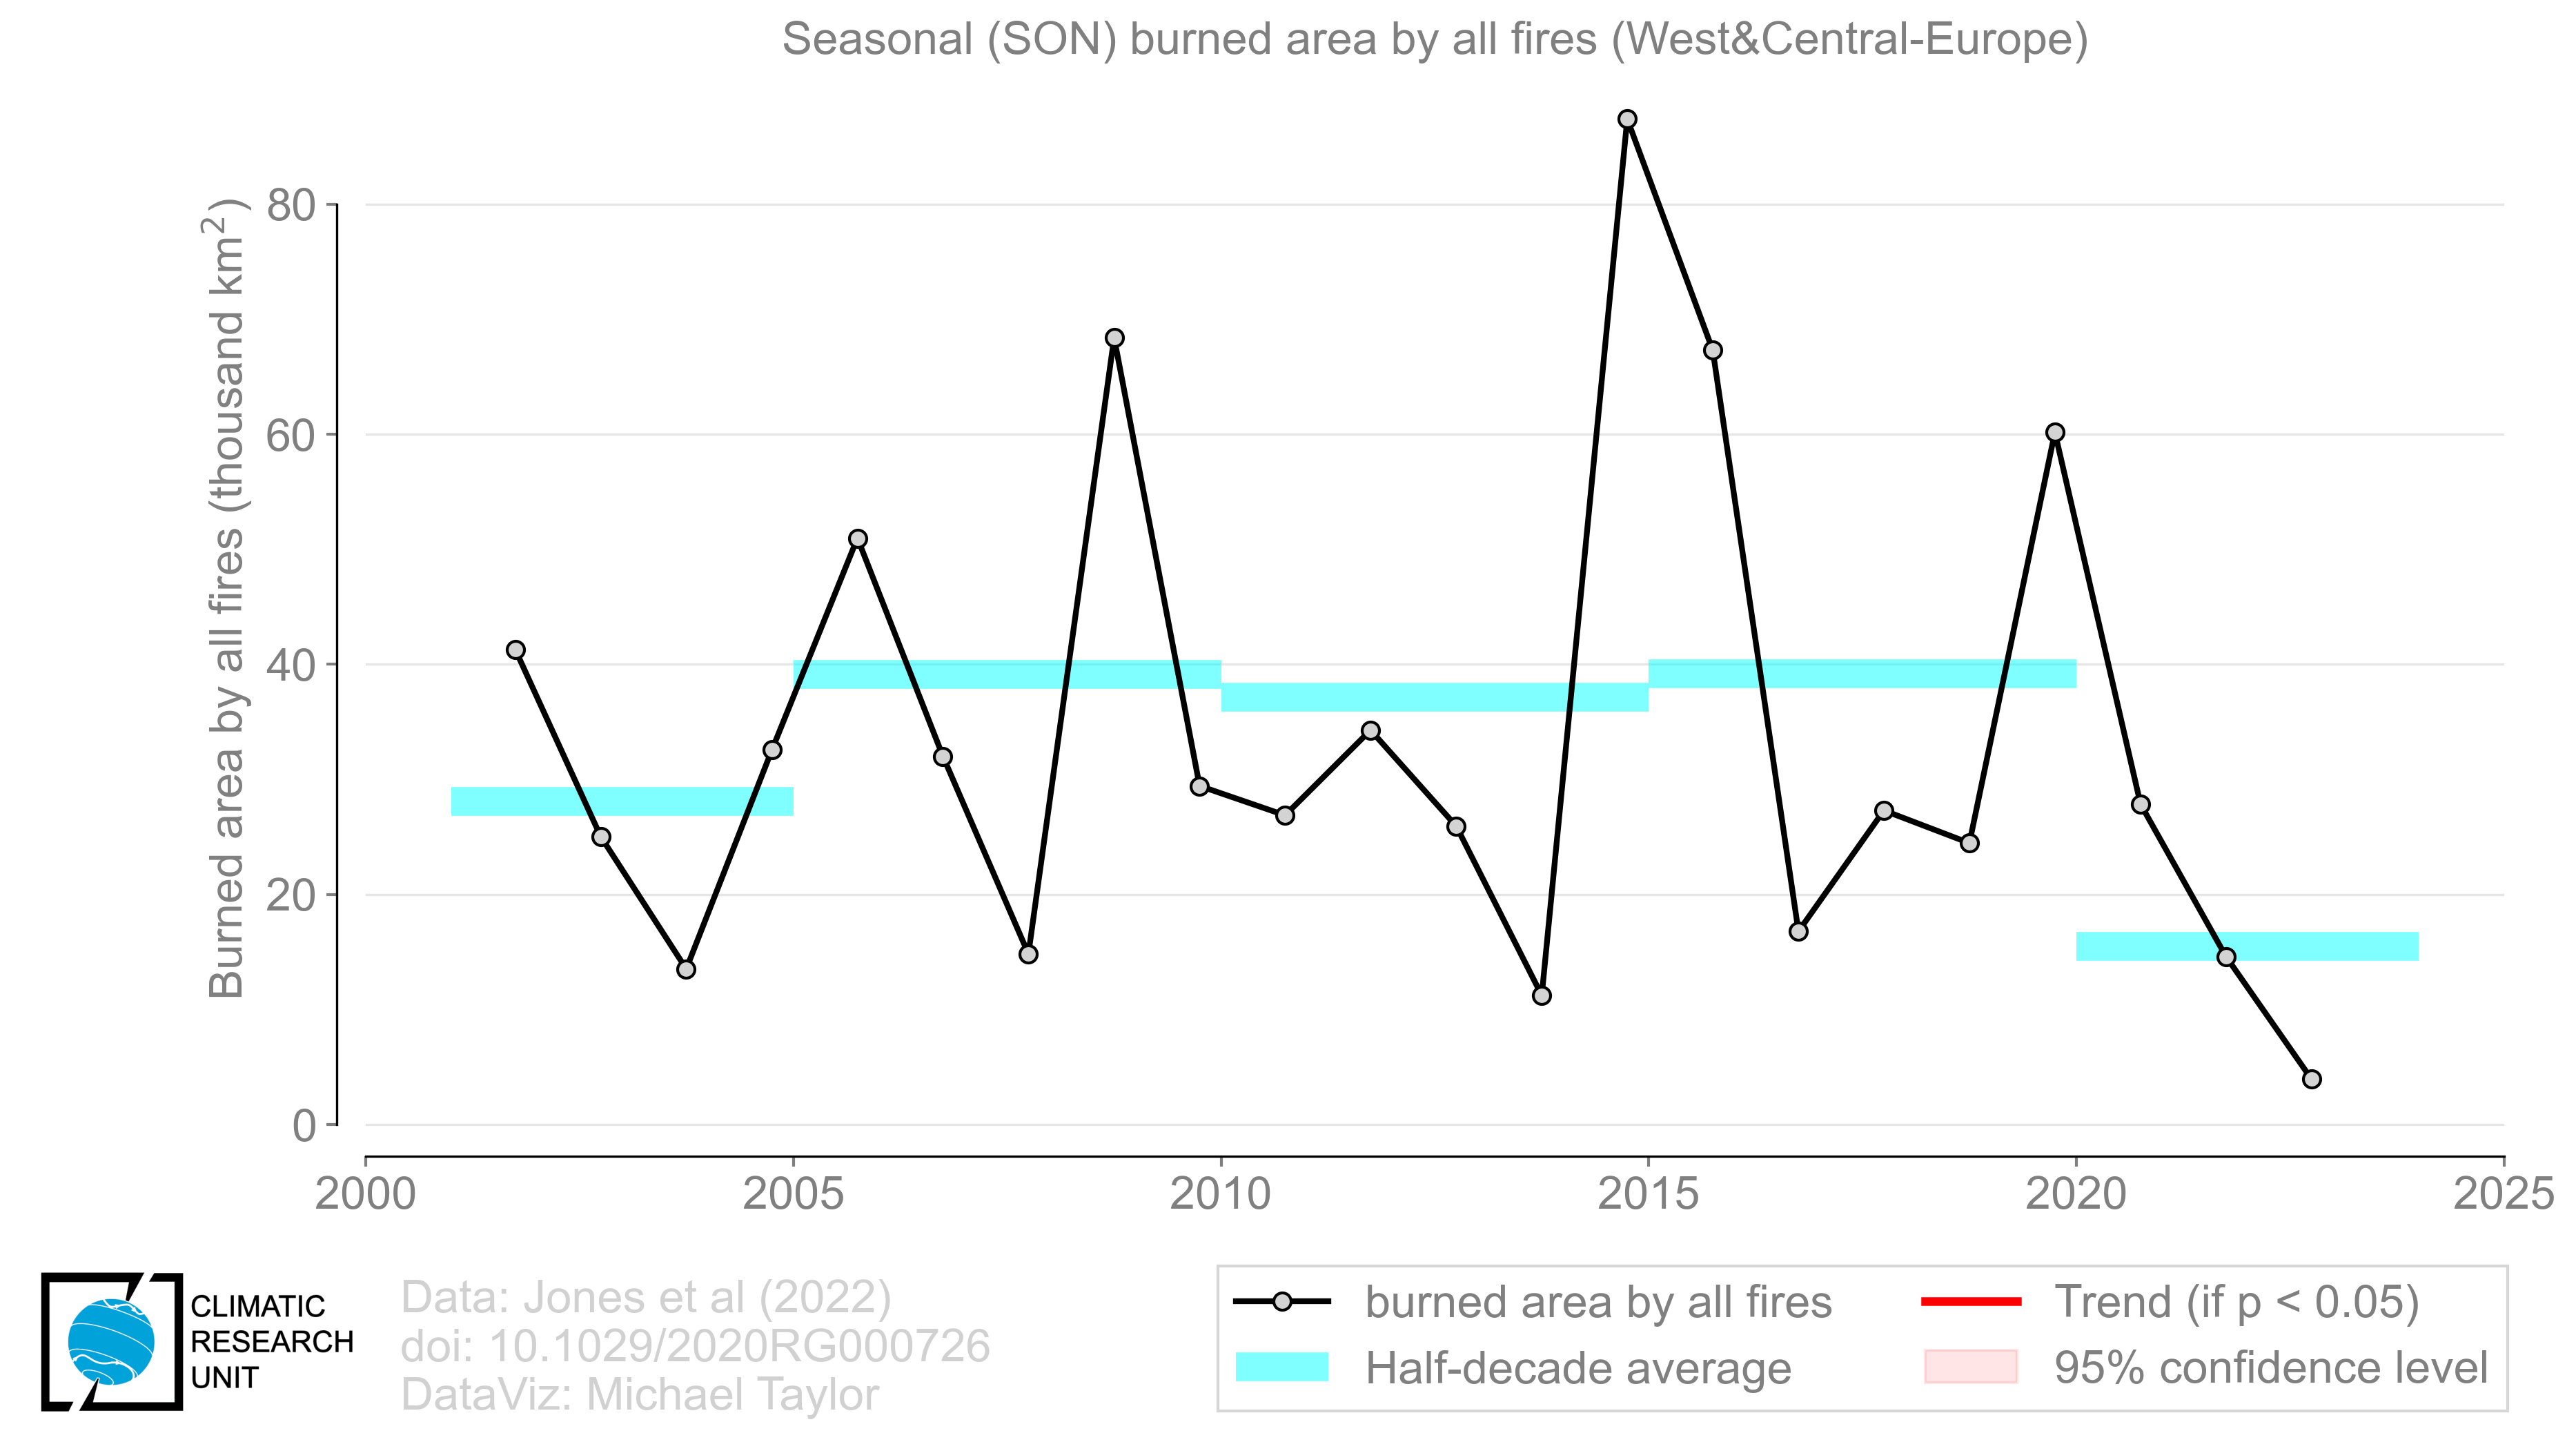 Seasonal (SON) burned area by all fires (West&Central-Europe)
Burned area by all fires (thousand km²)
80
60
40
20
0
2000 2005 2010 2015 2020 2025
CLIMATIC
RESEARCH
UNIT
Data: Jones et al (2022)
doi: 10.1029/2020RG000726
DataViz: Michael Taylor
burned area by all fires
Half-decade average
Trend (if p < 0.05)
95% confidence level